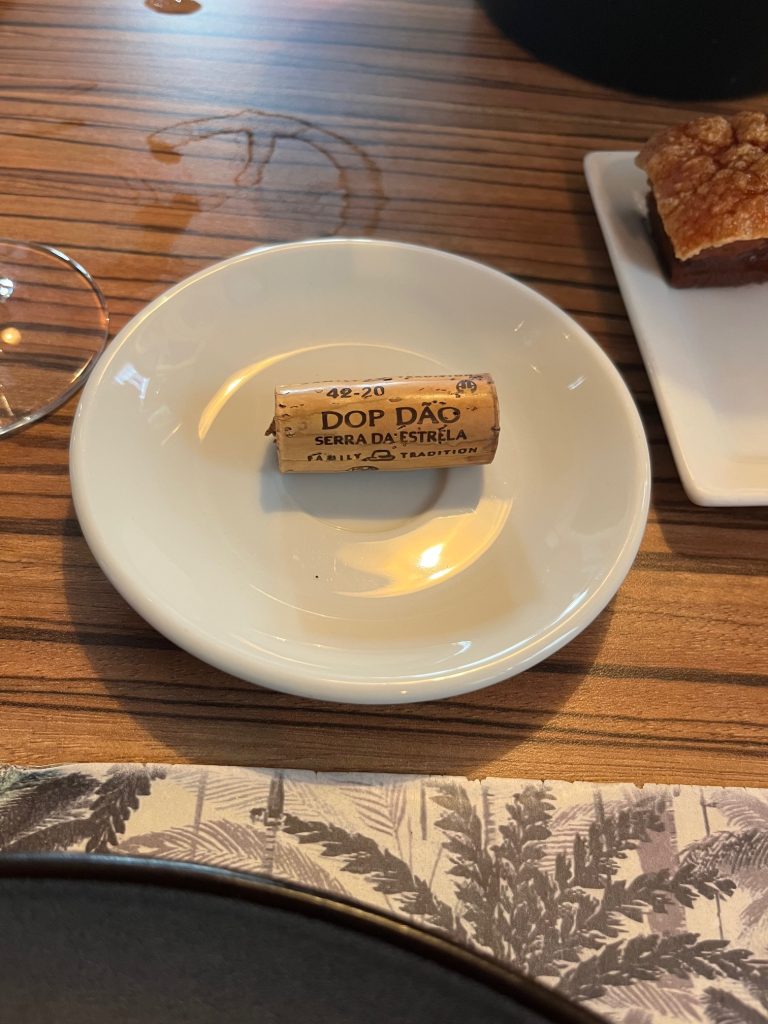 42-20
DOP DÃO
SERRA DA ESTRELA
FAMILY TRADITION